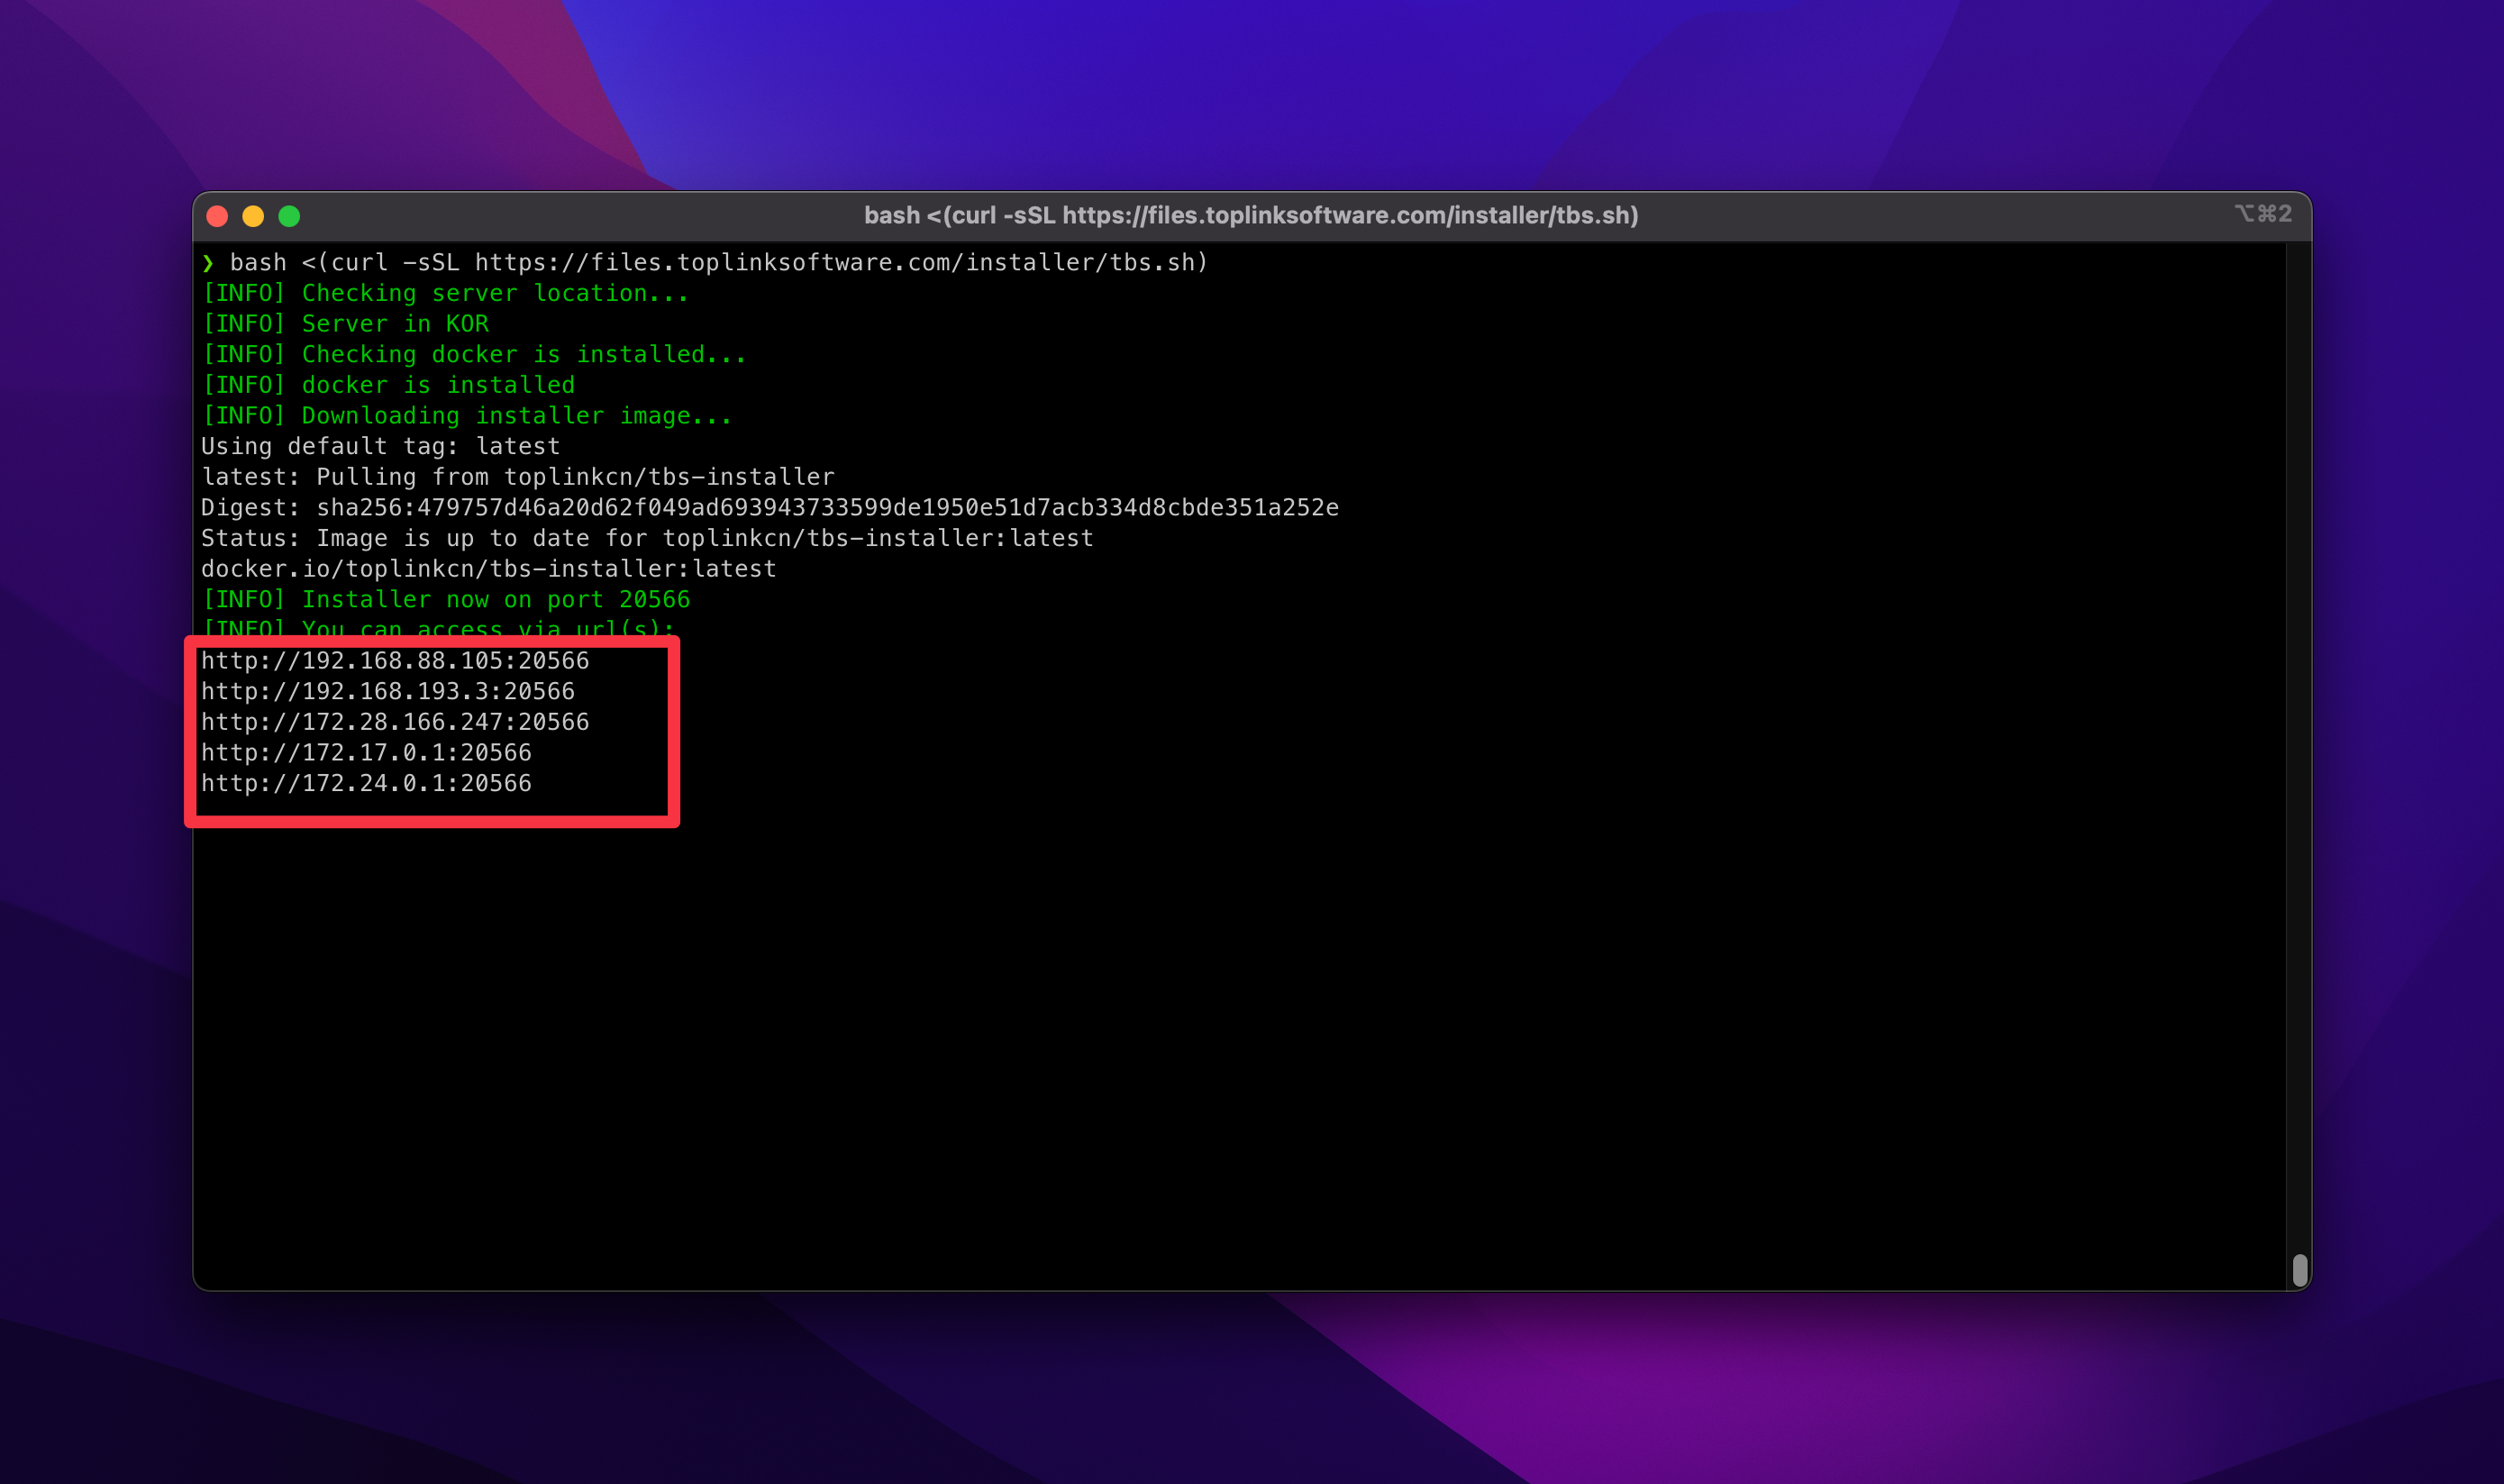 bash <(curl -sSL https://files.toplinksoftware.com/installer/tbs.sh)
⌥⌘2
❯ bash <(curl -sSL https://files.toplinksoftware.com/installer/tbs.sh)
[INFO] Checking server location...
[INFO] Server in KOR
[INFO] Checking docker is installed...
[INFO] docker is installed
[INFO] Downloading installer image...
Using default tag: latest
latest: Pulling from toplinkcn/tbs-installer
Digest: sha256:479757d46a20d62f049ad693943733599de1950e51d7acb334d8cbde351a252e
Status: Image is up to date for toplinkcn/tbs-installer:latest
docker.io/toplinkcn/tbs-installer:latest
[INFO] Installer now on port 20566
[INFO] You can access via url(s):
http://192.168.88.105:20566
http://192.168.193.3:20566
http://172.28.166.247:20566
http://172.17.0.1:20566
http://172.24.0.1:20566